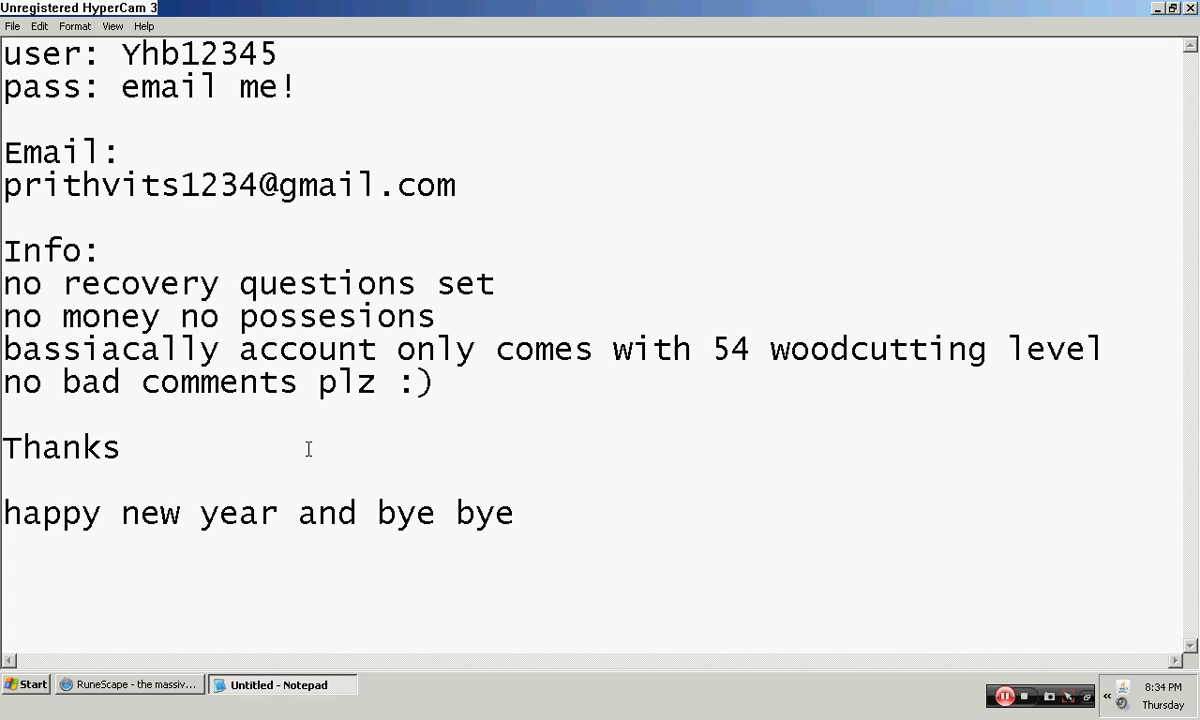 Unregistered HyperCam 3
File Edit Format View Help
user: Yhb12345
pass: email me!
Email:
prithvits1234@gmail.com
Info:
no recovery questions set
no money no possesions
bassiacally account only comes with 54 woodcutting level
no bad comments plz :)
Thanks
happy new year and bye bye
Start RuneScape - the massiv... Untitled - Notepad « 8:34 PM
Thursday